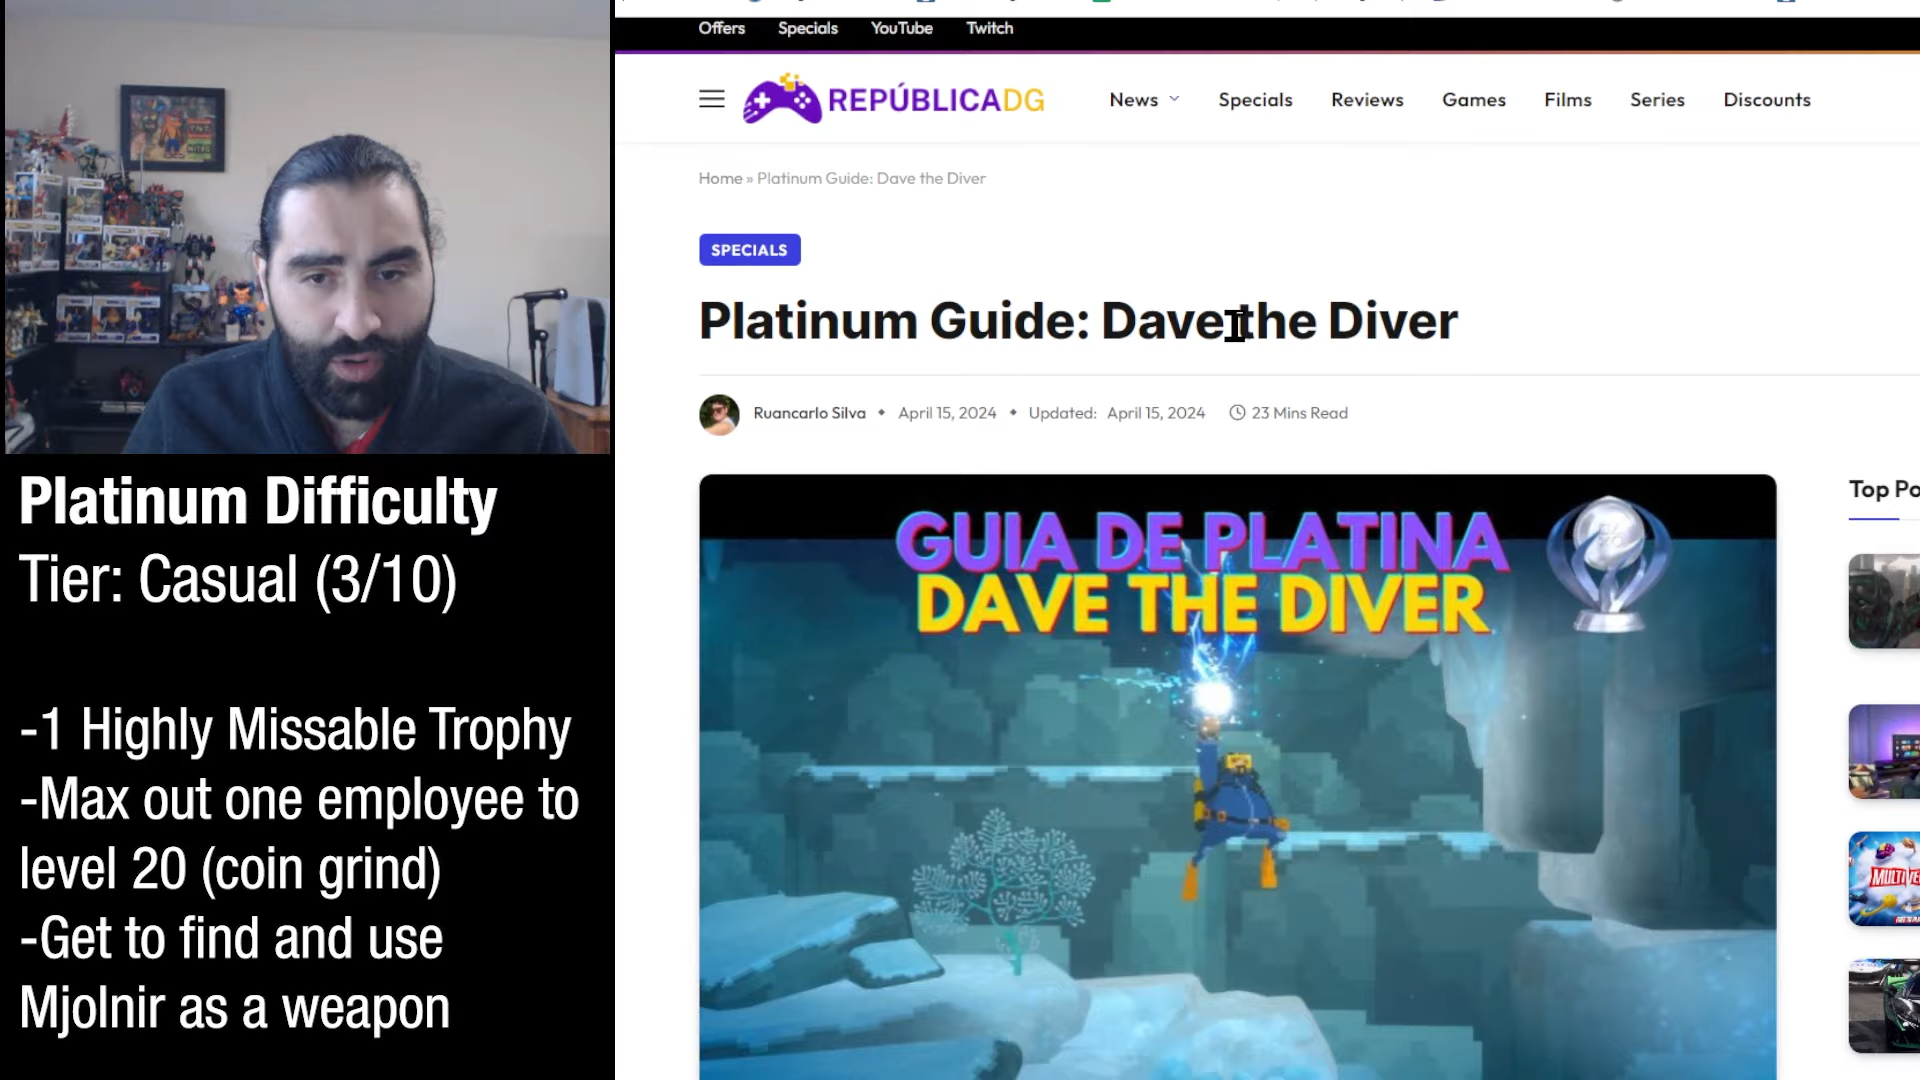 Offers Specials YouTube Twitch
REPÚBLICADG
News Specials Reviews Games Films Series Discounts
Home » Platinum Guide: Dave the Diver
SPECIALS
Platinum Guide: Dave the Diver
Ruancarlo Silva • April 15, 2024 • Updated: April 15, 2024 23 Mins Read
GUIA DE PLATINA
DAVE THE DIVER
Top Po
MULTIVE
Platinum Difficulty
Tier: Casual (3/10)
-1 Highly Missable Trophy
-Max out one employee to
level 20 (coin grind)
-Get to find and use
Mjolnir as a weapon